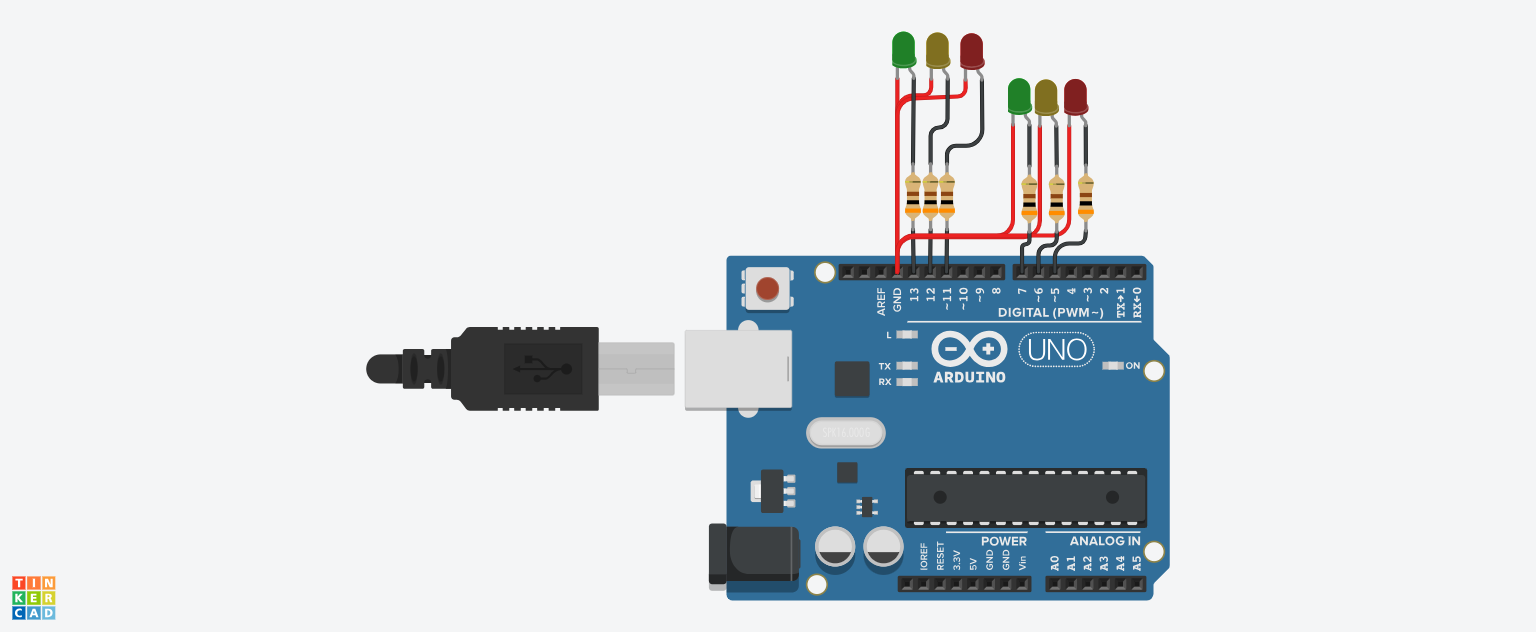 AREF
GND
13
12
~11
~10
~9
8
7
~6
~5
4
~3
2
TX→1
RX←0
DIGITAL (PWM~)
L
TX
RX
ARDUINO
UNO
ON
POWER
ANALOG IN
IOREF
RESET
3.3V
5V
GND
GND
Vin
A0
A1
A2
A3
A4
A5
TIN
KER
CAD